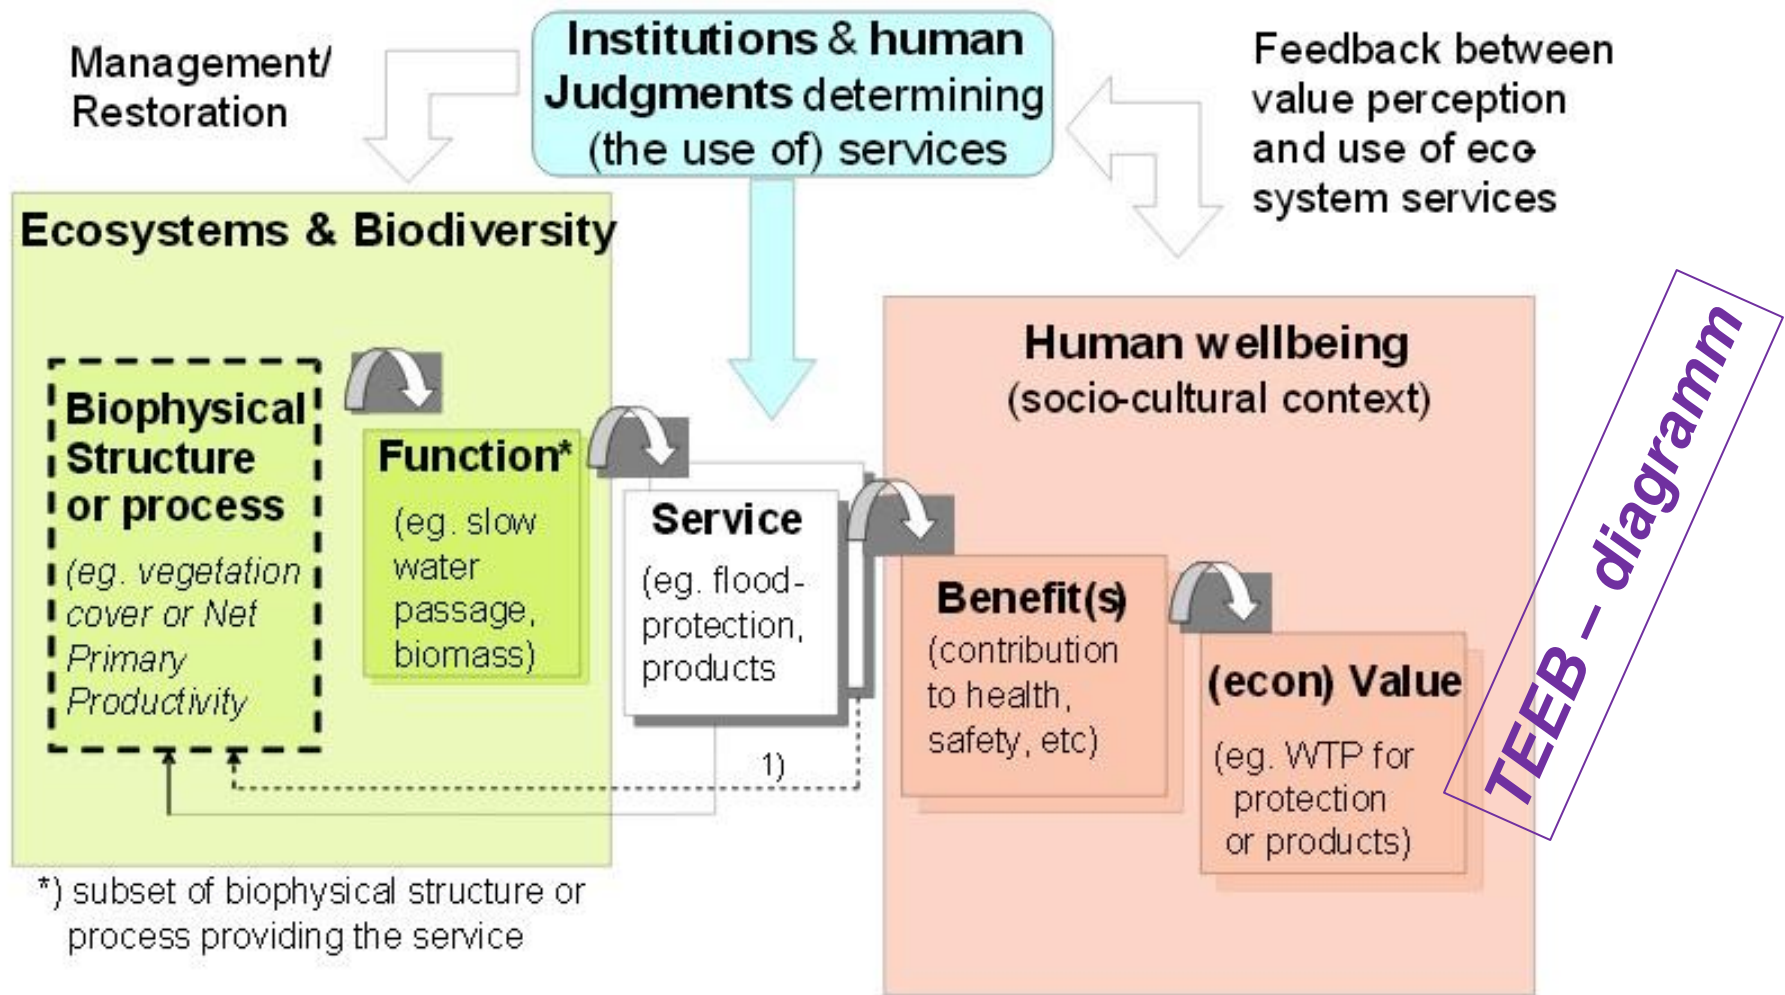 Management/
Restoration
Institutions & human
Judgments determining
(the use of) services
Feedback between
value perception
and use of eco-
system services
Ecosystems & Biodiversity
Biophysical
Structure
or process
(eg. vegetation
cover or Net
Primary
Productivity
Function*
(eg. slow
water
passage,
biomass)
Service
(eg. flood-
protection,
products
1)
Human wellbeing
(socio-cultural context)
Benefit(s)
(contribution
to health,
safety, etc)
(econ) Value
(eg. WTP for
protection
or products)
TEEB – diagramm
*) subset of biophysical structure or
process providing the service